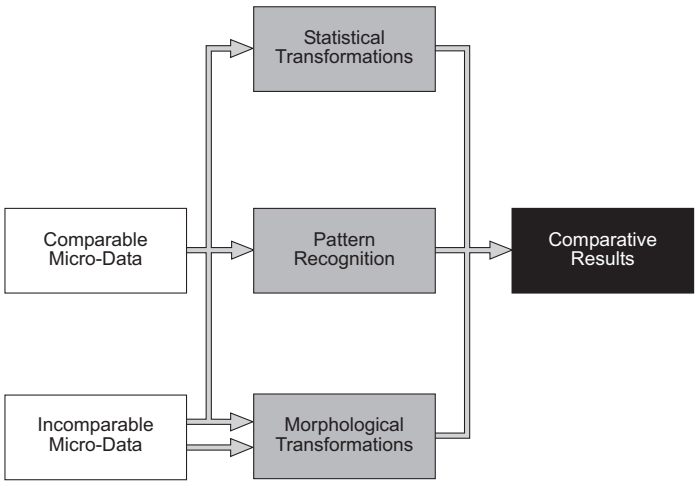 Statistical
Transformations
Comparable
Micro-Data
Pattern
Recognition
Comparative
Results
Incomparable
Micro-Data
Morphological
Transformations